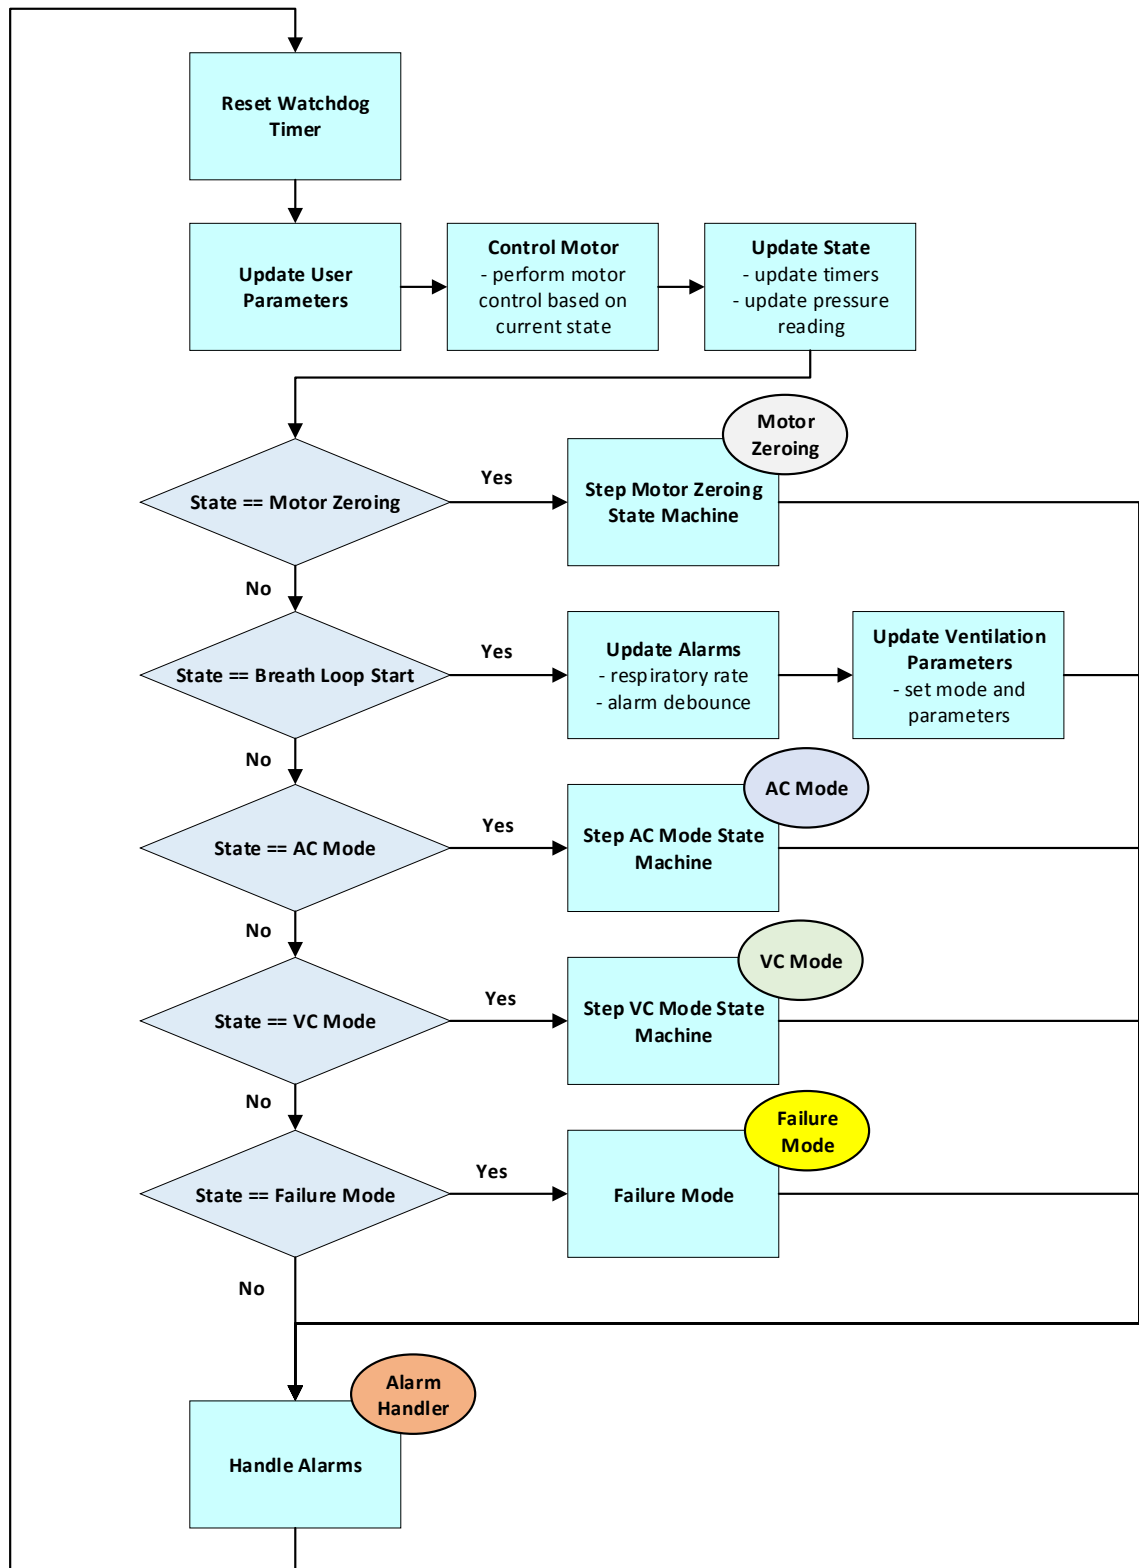 Reset Watchdog
Timer
Update User
Parameters
Control Motor
- perform motor
control based on
current state
Update State
- update timers
- update pressure
reading
Motor
Zeroing
State == Motor Zeroing
Yes
Step Motor Zeroing
State Machine
No
State == Breath Loop Start
Yes
Update Alarms
- respiratory rate
- alarm debounce
Update Ventilation
Parameters
- set mode and
parameters
No
AC Mode
State == AC Mode
Yes
Step AC Mode State
Machine
No
VC Mode
State == VC Mode
Yes
Step VC Mode State
Machine
No
Failure
Mode
State == Failure Mode
Yes
Failure Mode
No
Alarm
Handler
Handle Alarms